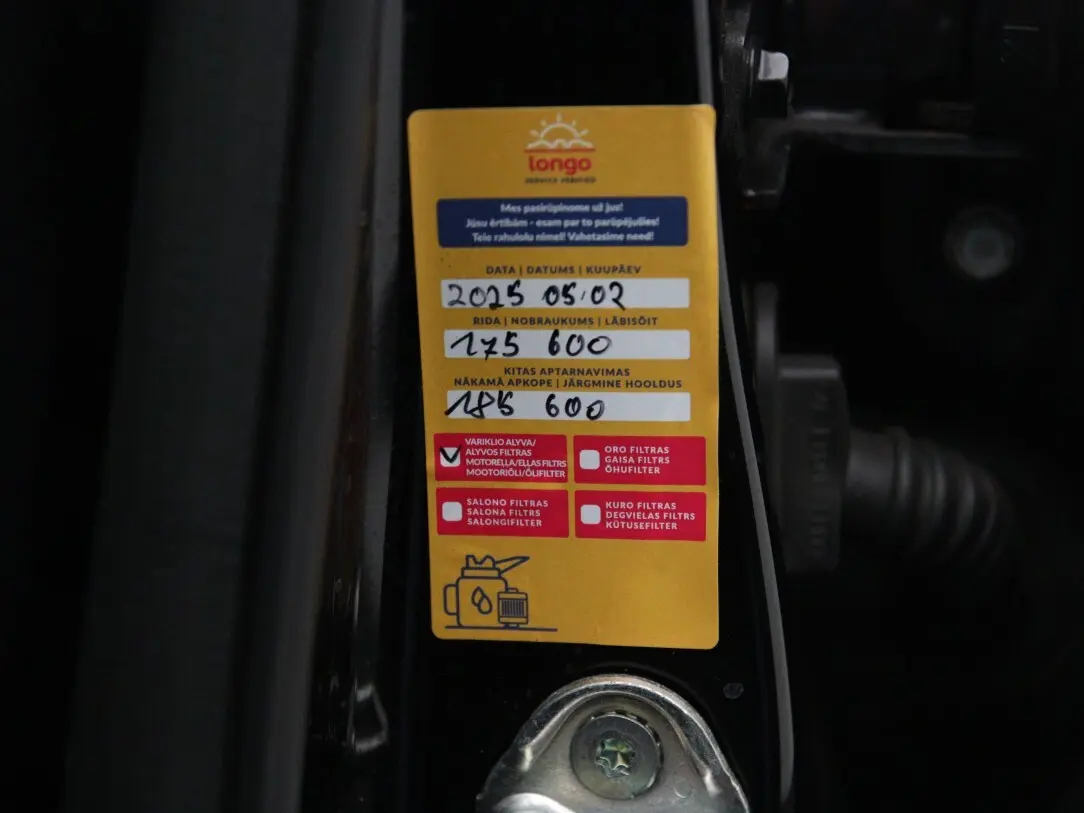 longo
SERVICE VERIFIED
Mes pasirūpinome už jus!
Jūsu ērtībām - esam par to parūpējušies!
Teie rahulolu nimel! Vahetasime need!
DATA | DATUMS | KUUPÄEV
2025 05.02
RIDA | NOBRAUKUMS | LÄBISÕIT
175 600
KITAS APTARNAVIMAS
NĀKAMĀ APKOPE | JÄRGMINE HOOLDUS
185 600
VARIKLIO ALYVA/
ALYVOS FILTRAS
MOTORELLA/ELLAS FILTRS
MOOTORIÕLI/ÕLIFILTER
ORO FILTRAS
GAISA FILTRS
ÕHUFILTER
SALONO FILTRAS
SALONA FILTRS
SALONGIFILTER
KURO FILTRAS
DEGVIELAS FILTRS
KÜTUSEFILTER